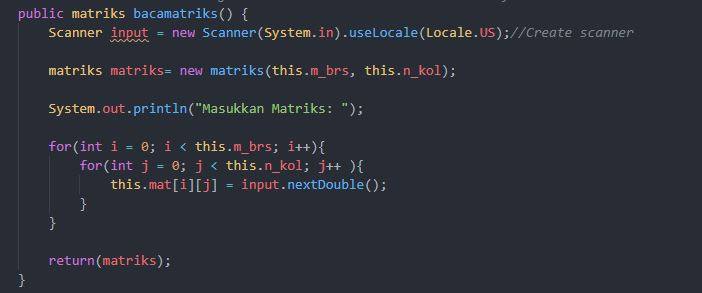 public matriks bacamatriks() {
Scanner input = new Scanner(System.in).useLocale(Locale.US);//Create scanner
matriks matriks= new matriks(this.m_brs, this.n_kol);
System.out.println("Masukkan Matriks: ");
for(int i = 0; i < this.m_brs; i++){
for(int j = 0; j < this.n_kol; j++ ){
this.mat[i][j] = input.nextDouble();
}
}
return(matriks);
}